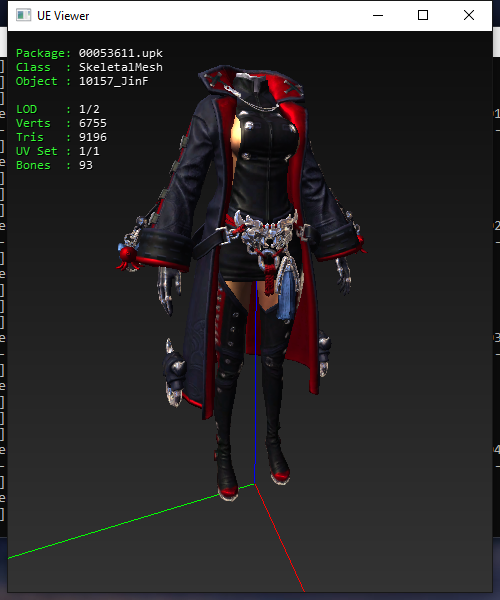 UE Viewer
Package: 00053611.upk
Class  : SkeletalMesh
Object : 10157_JinF
LOD    : 1/2
Verts  : 6755
Tris   : 9196
UV Set : 1/1
Bones  : 93